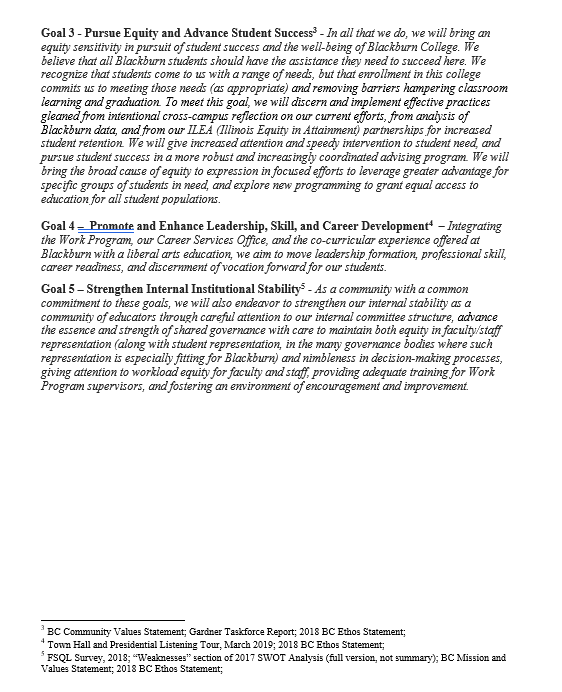 Goal 3 - Pursue Equity and Advance Student Success³ - In all that we do, we will bring an
equity sensitivity in pursuit of student success and the well-being of Blackburn College. We
believe that all Blackburn students should have the assistance they need to succeed here. We
recognize that students come to us with a range of needs, but that enrollment in this college
commits us to meeting those needs (as appropriate) and removing barriers hampering classroom
learning and graduation. To meet this goal, we will discern and implement effective practices
gleaned from intentional cross-campus reflection on our current efforts, from analysis of
Blackburn data, and from our ILEA (Illinois Equity in Attainment) partnerships for increased
student retention. We will give increased attention and speedy intervention to student need, and
pursue student success in a more robust and increasingly coordinated advising program. We will
bring the broad cause of equity to expression in focused efforts to leverage greater advantage for
specific groups of students in need, and explore new programming to grant equal access to
education for all student populations.
Goal 4 – Promote and Enhance Leadership, Skill, and Career Development⁴ – Integrating
the Work Program, our Career Services Office, and the co-curricular experience offered at
Blackburn with a liberal arts education, we aim to move leadership formation, professional skill,
career readiness, and discernment of vocation forward for our students.
Goal 5 – Strengthen Internal Institutional Stability⁵ - As a community with a common
commitment to these goals, we will also endeavor to strengthen our internal stability as a
community of educators through careful attention to our internal committee structure, advance
the essence and strength of shared governance with care to maintain both equity in faculty/staff
representation (along with student representation, in the many governance bodies where such
representation is especially fitting for Blackburn) and nimbleness in decision-making processes,
giving attention to workload equity for faculty and staff, providing adequate training for Work
Program supervisors, and fostering an environment of encouragement and improvement.
³ BC Community Values Statement; Gardner Taskforce Report; 2018 BC Ethos Statement;
⁴ Town Hall and Presidential Listening Tour, March 2019; 2018 BC Ethos Statement;
⁵ FSQL Survey, 2018; “Weaknesses” section of 2017 SWOT Analysis (full version, not summary); BC Mission and
Values Statement; 2018 BC Ethos Statement;